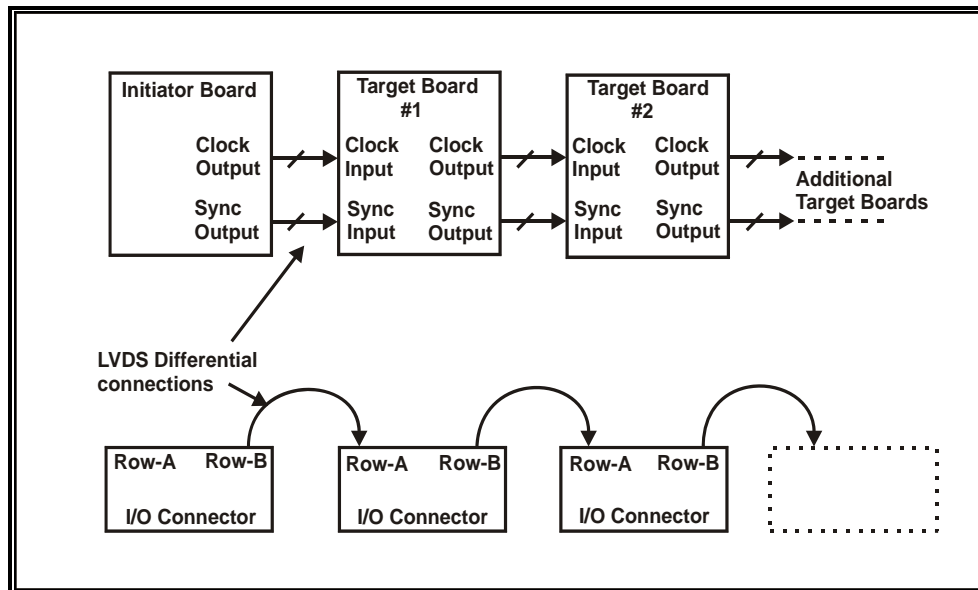 Initiator Board
Clock
Output
Sync
Output
Target Board
#1
Clock
Input
Clock
Output
Sync
Input
Sync
Output
Target Board
#2
Clock
Input
Clock
Output
Sync
Input
Sync
Output
Additional
Target Boards
LVDS Differential
connections
Row-A Row-B
I/O Connector
Row-A Row-B
I/O Connector
Row-A Row-B
I/O Connector